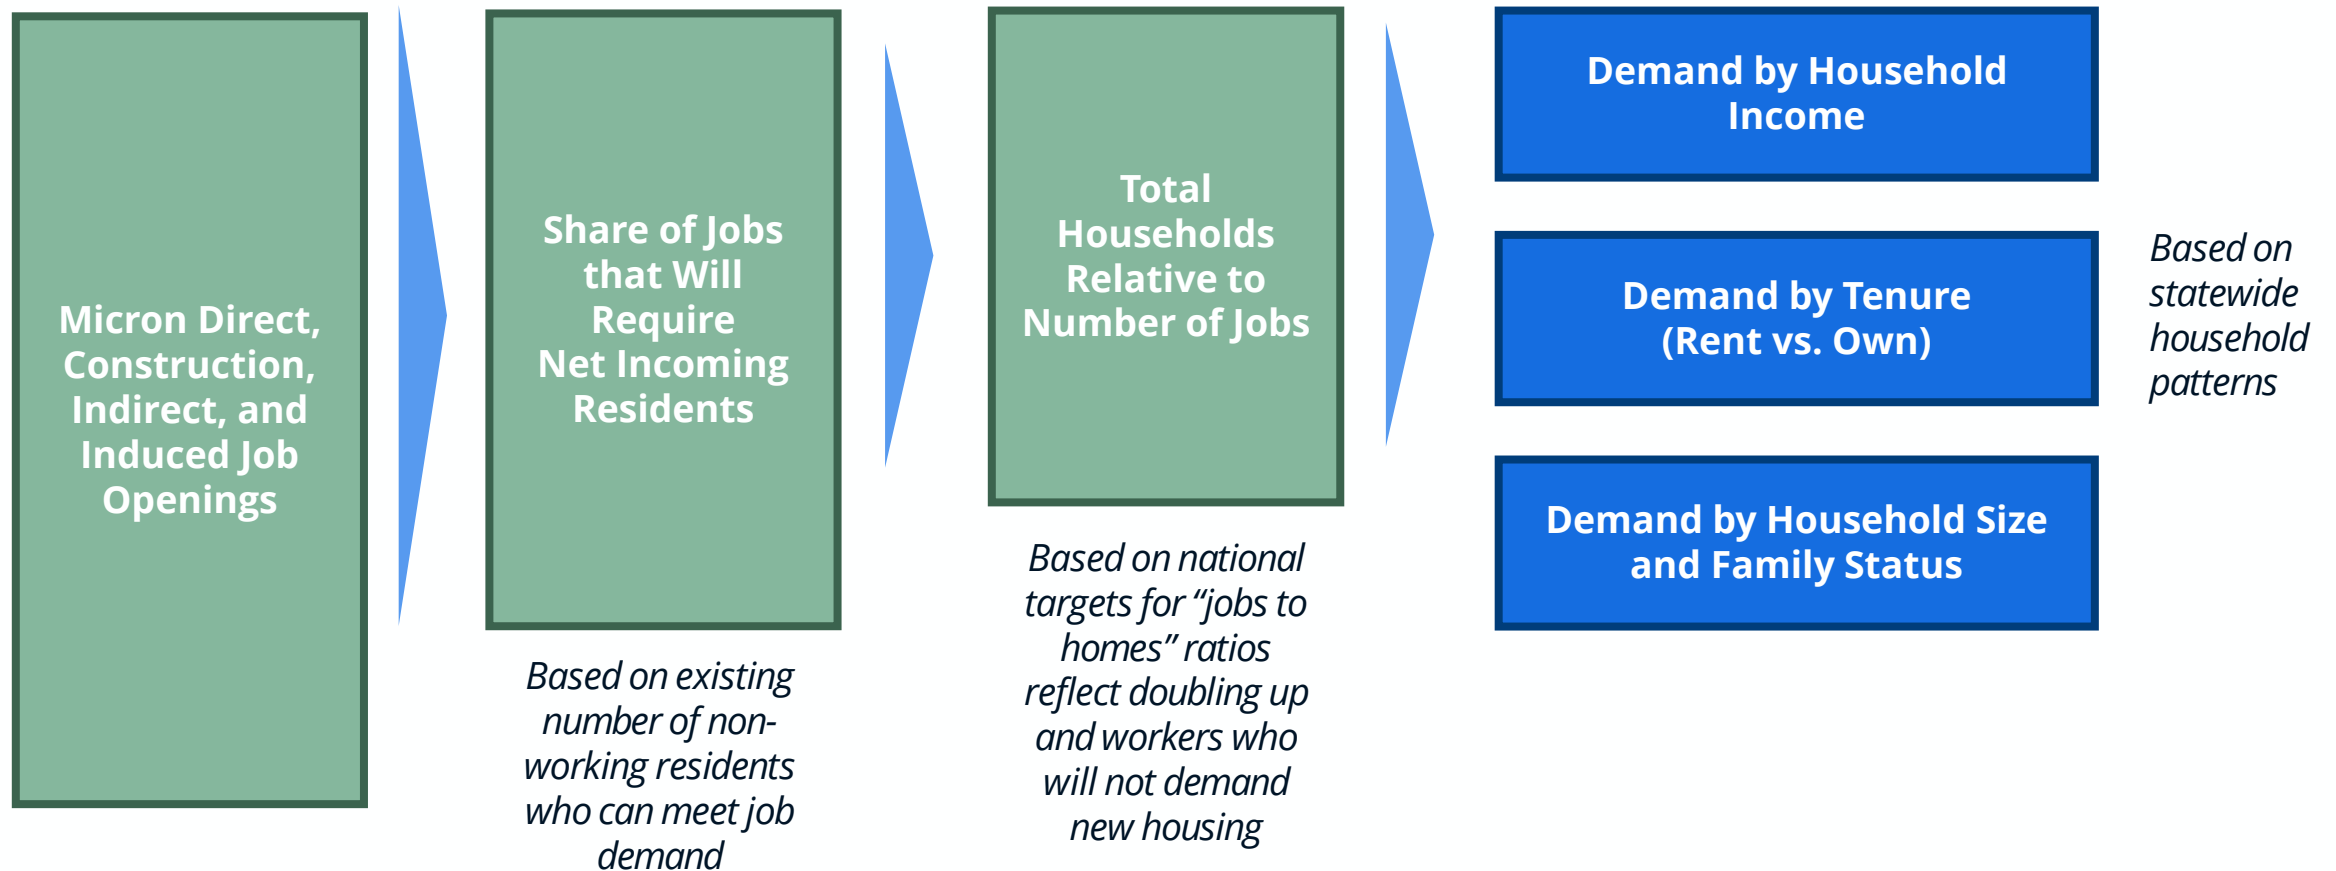 Micron Direct,
Construction,
Indirect, and
Induced Job
Openings
Share of Jobs
that Will
Require
Net Incoming
Residents
Based on existing
number of non-
working residents
who can meet job
demand
Total
Households
Relative to
Number of Jobs
Based on national
targets for “jobs to
homes” ratios
reflect doubling up
and workers who
will not demand
new housing
Demand by Household
Income
Demand by Tenure
(Rent vs. Own)
Demand by Household Size
and Family Status
Based on
statewide
household
patterns